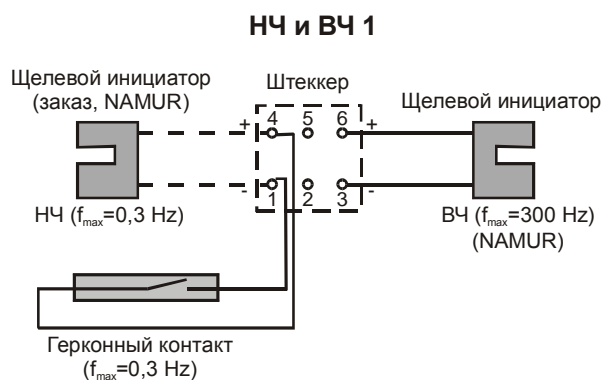 НЧ и ВЧ 1
Щелевой инициатор
(заказ, NAMUR)
Штеккер
Щелевой инициатор
+ 4 5 6 +
- 1 2 3 -
НЧ (fmax=0,3 Hz)
ВЧ (fmax=300 Hz)
(NAMUR)
Герконный контакт
(fmax=0,3 Hz)